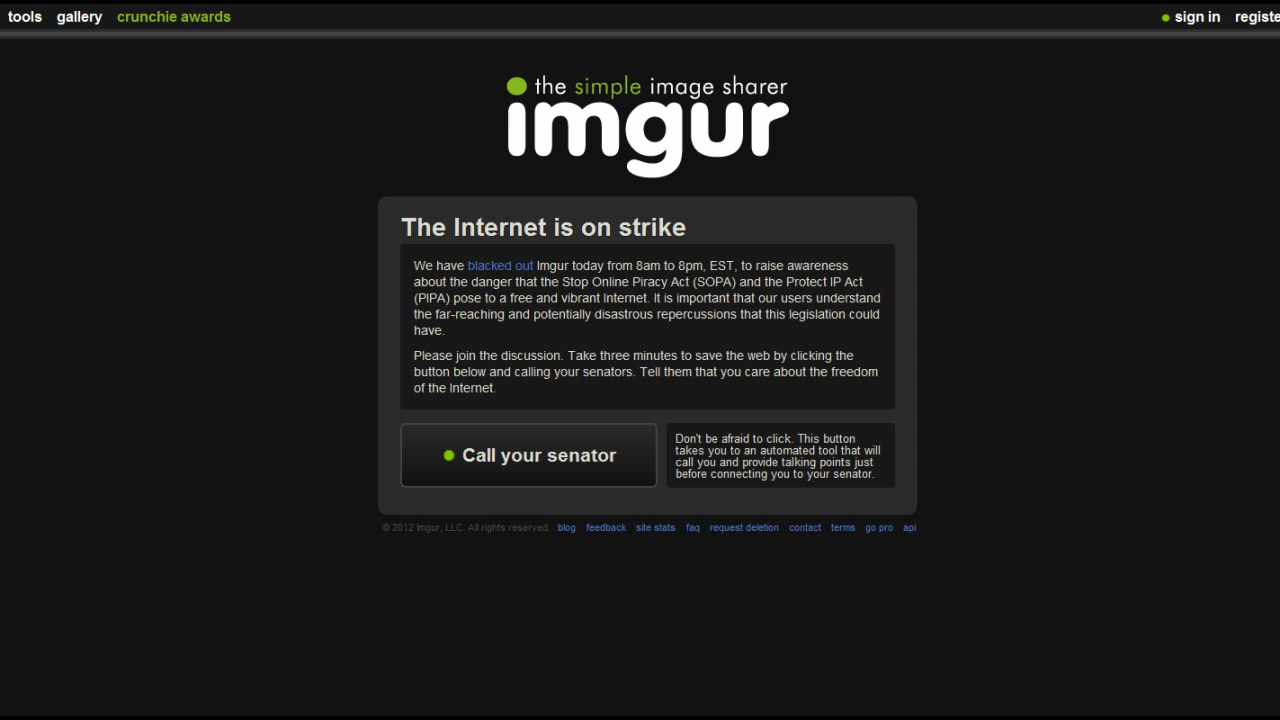 tools gallery crunchie awards
sign in registe
the simple image sharer
imgur
The Internet is on strike
We have blacked out Imgur today from 8am to 8pm, EST, to raise awareness
about the danger that the Stop Online Piracy Act (SOPA) and the Protect IP Act
(PIPA) pose to a free and vibrant Internet. It is important that our users understand
the far-reaching and potentially disastrous repercussions that this legislation could
have.
Please join the discussion. Take three minutes to save the web by clicking the
button below and calling your senators. Tell them that you care about the freedom
of the Internet.
Call your senator
Don't be afraid to click. This button
takes you to an automated tool that will
call you and provide talking points just
before connecting you to your senator.
© 2012 Imgur, LLC. All rights reserved. blog feedback site stats faq request deletion contact terms go pro api